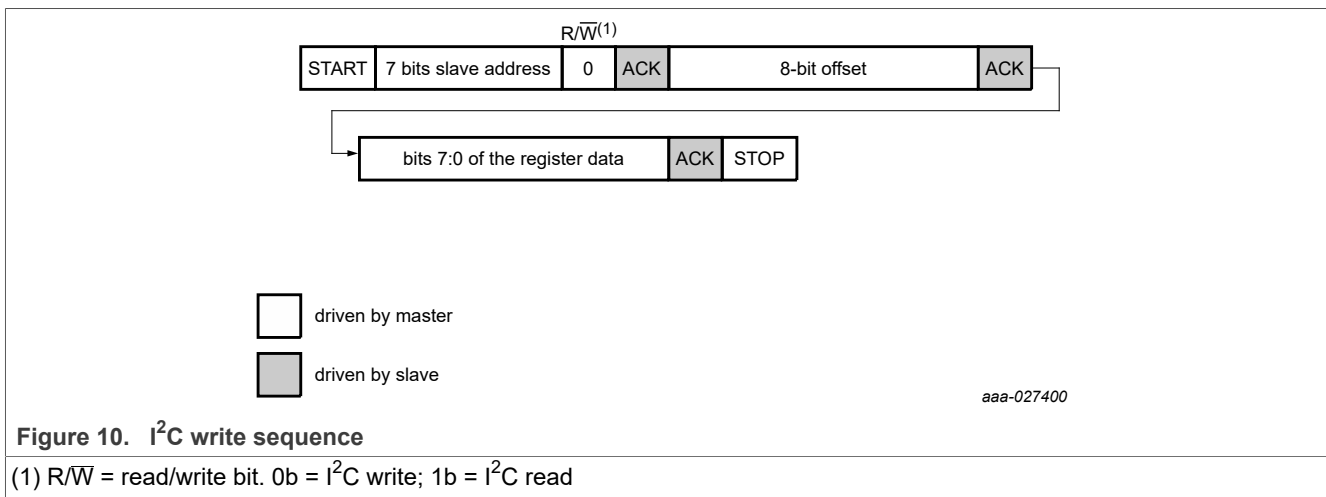 R/W̅(1)
START 7 bits slave address 0 ACK 8-bit offset ACK
bits 7:0 of the register data ACK STOP
driven by master
driven by slave
aaa-027400
Figure 10. I²C write sequence
(1) R/W̅ = read/write bit. 0b = I²C write; 1b = I²C read